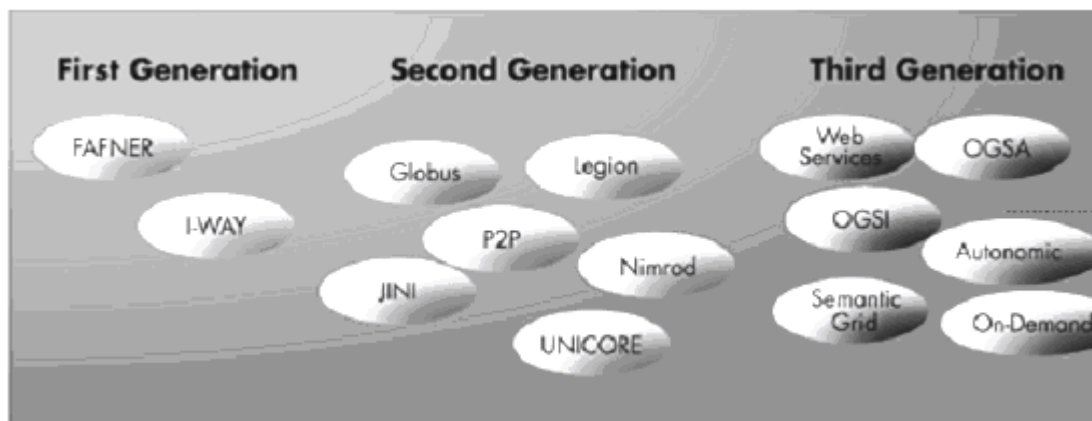 First Generation
Second Generation
Third Generation
FAFNER
I-WAY
Globus
Legion
P2P
Nimrod
JINI
UNICORE
Web
Services
OGSA
OGSI
Autonomic
Semantic
Grid
On-Demand